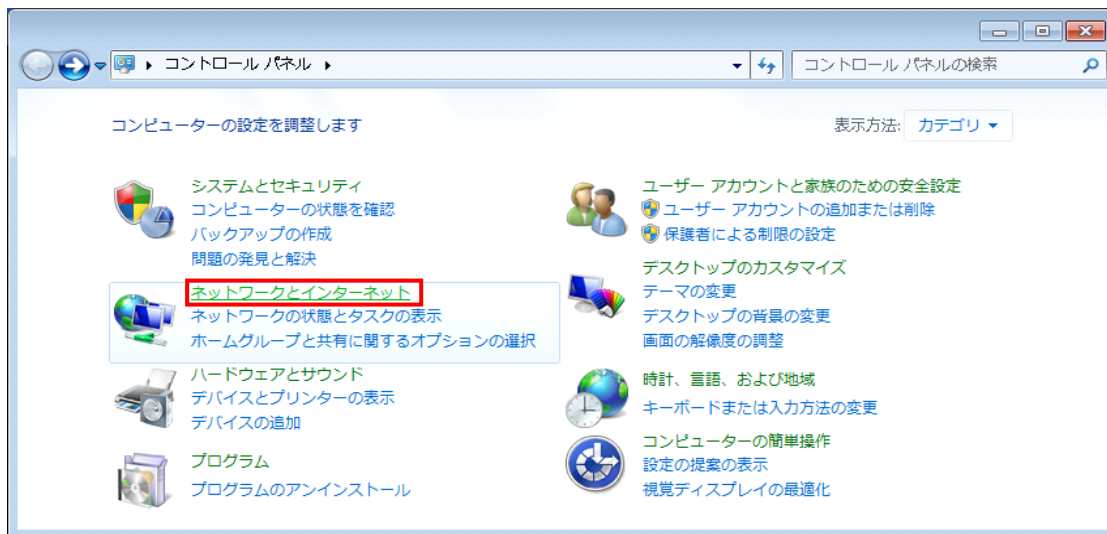 コントロール パネル
コントロール パネルの検索
コンピューターの設定を調整します
表示方法: カテゴリ
システムとセキュリティ
コンピューターの状態を確認
バックアップの作成
問題の発見と解決
ネットワークとインターネット
ネットワークの状態とタスクの表示
ホームグループと共有に関するオプションの選択
ハードウェアとサウンド
デバイスとプリンターの表示
デバイスの追加
プログラム
プログラムのアンインストール
ユーザー アカウントと家族のための安全設定
ユーザー アカウントの追加または削除
保護者による制限の設定
デスクトップのカスタマイズ
テーマの変更
デスクトップの背景の変更
画面の解像度の調整
時計、言語、および地域
キーボードまたは入力方法の変更
コンピューターの簡単操作
設定の提案の表示
視覚ディスプレイの最適化